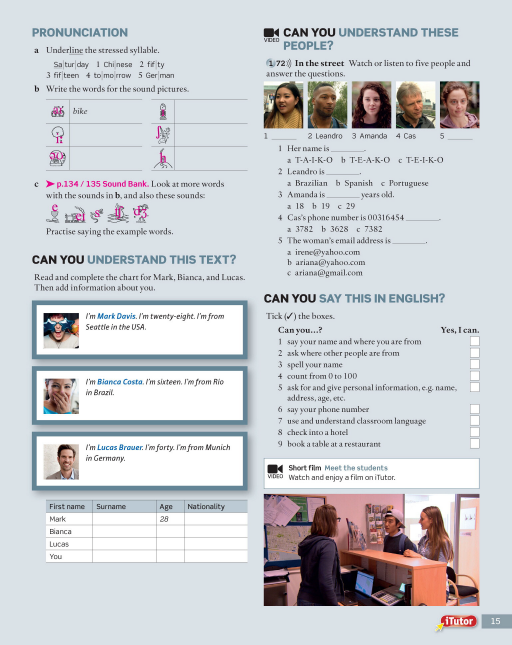 PRONUNCIATION
a Underline the stressed syllable.
Sa|tur|day 1 Chi|nese 2 fif|ty
3 fif|teen 4 to|mo|rrow 5 Ger|man
b Write the words for the sound pictures.
bike
c p.134 / 135 Sound Bank. Look at more words
with the sounds in b, and also these sounds:
Practise saying the example words.
CAN YOU UNDERSTAND THIS TEXT?
Read and complete the chart for Mark, Bianca, and Lucas.
Then add information about you.
I'm Mark Davis. I'm twenty-eight. I'm from
Seattle in the USA.
I'm Bianca Costa. I'm sixteen. I'm from Rio
in Brazil.
I'm Lucas Brauer. I'm forty. I'm from Munich
in Germany.
First name Surname Age Nationality
Mark 28
Bianca
Lucas
You
VIDEO
CAN YOU UNDERSTAND THESE
PEOPLE?
1 72)) In the street Watch or listen to five people and
answer the questions.
1 ______ 2 Leandro 3 Amanda 4 Cas 5 ______
1 Her name is ________.
a T-A-I-K-O b T-E-A-K-O c T-E-I-K-O
2 Leandro is ________.
a Brazilian b Spanish c Portuguese
3 Amanda is ________ years old.
a 18 b 19 c 29
4 Cas's phone number is 00316454 ________.
a 3782 b 3628 c 7382
5 The woman's email address is ________.
a irene@yahoo.com
b ariana@yahoo.com
c ariana@gmail.com
CAN YOU SAY THIS IN ENGLISH?
Tick (✓) the boxes.
Can you...? Yes, I can.
1 say your name and where you are from
2 ask where other people are from
3 spell your name
4 count from 0 to 100
5 ask for and give personal information, e.g. name,
address, age, etc.
6 say your phone number
7 use and understand classroom language
8 check into a hotel
9 book a table at a restaurant
VIDEO
Short film Meet the students
Watch and enjoy a film on iTutor.
iTutor
15